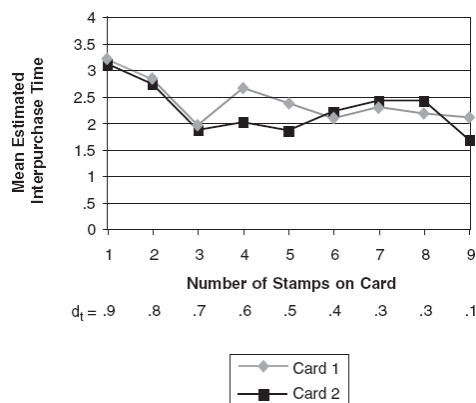 4
3.5
3
2.5
2
1.5
1
.5
0
Mean Estimated
Interpurchase Time
1 2 3 4 5 6 7 8 9
Number of Stamps on Card
dt = .9 .8 .7 .6 .5 .4 .3 .3 .1
Card 1
Card 2